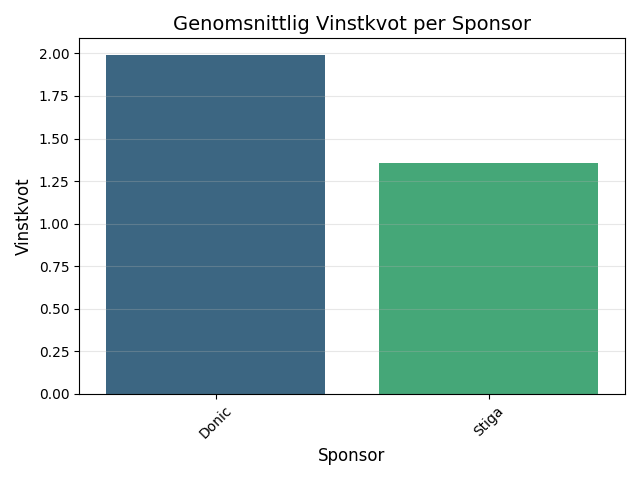 Genomsnittlig Vinstkvot per Sponsor
Vinstkvot
2.00
1.75
1.50
1.25
1.00
0.75
0.50
0.25
0.00
Donic
Stiga
Sponsor